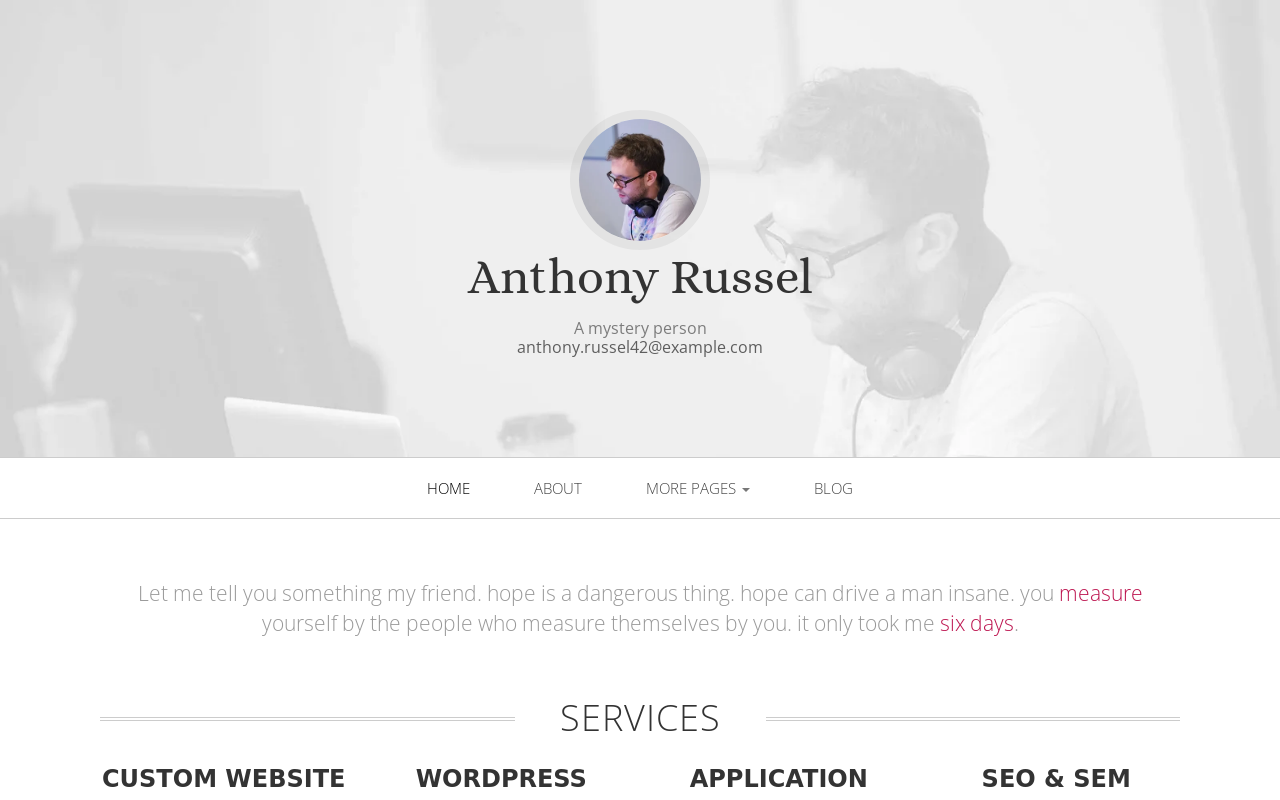 Anthony Russel
A mystery person
anthony.russel42@example.com
HOME
ABOUT
MORE PAGES
BLOG
Let me tell you something my friend. hope is a dangerous thing. hope can drive a man insane. you measure
yourself by the people who measure themselves by you. it only took me six days.
SERVICES
CUSTOM WEBSITE
WORDPRESS
APPLICATION
SEO & SEM